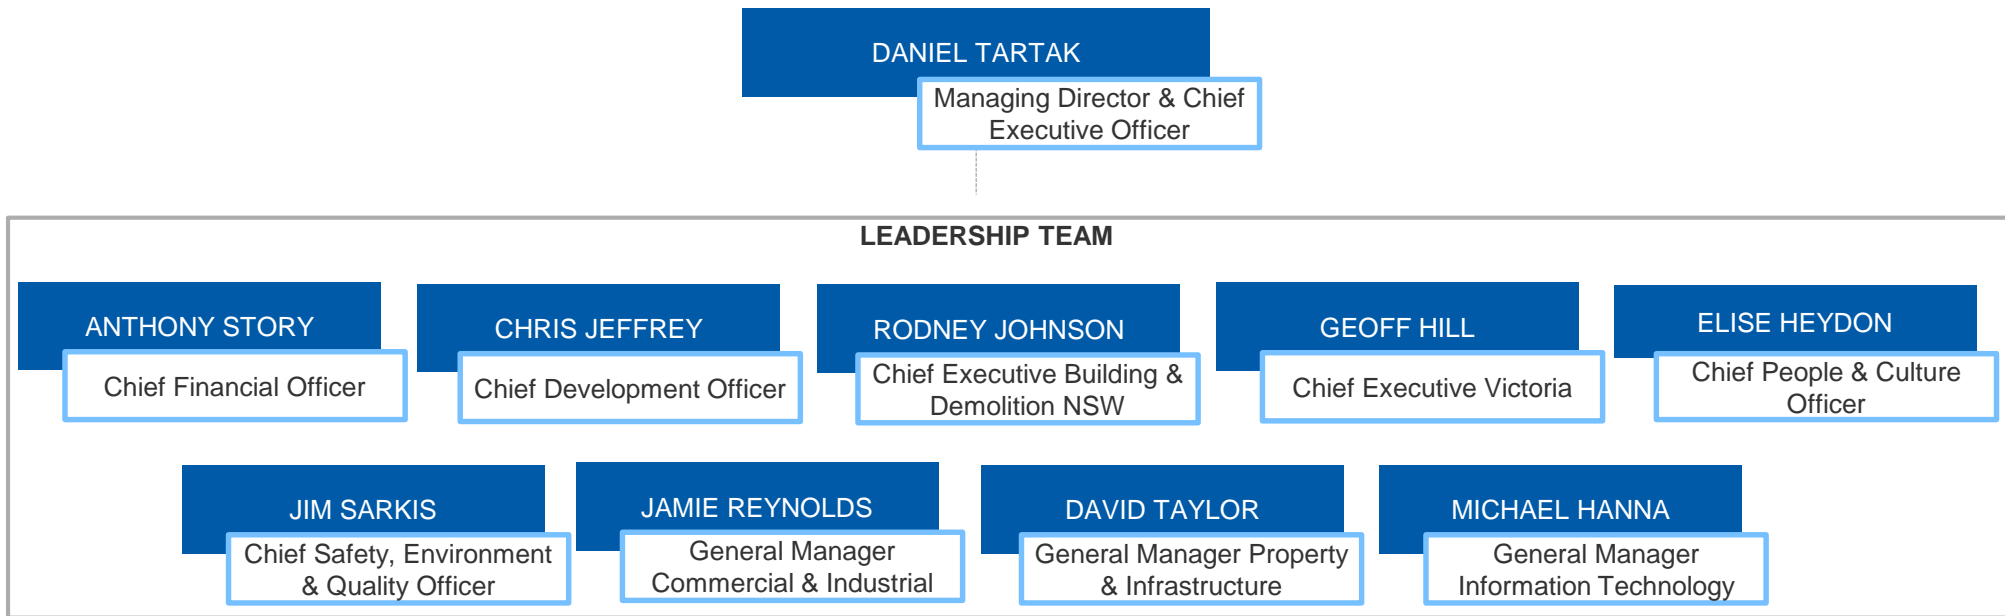 DANIEL TARTAK
Managing Director & Chief
Executive Officer
LEADERSHIP TEAM
ANTHONY STORY
Chief Financial Officer
CHRIS JEFFREY
Chief Development Officer
RODNEY JOHNSON
Chief Executive Building &
Demolition NSW
GEOFF HILL
Chief Executive Victoria
ELISE HEYDON
Chief People & Culture
Officer
JIM SARKIS
Chief Safety, Environment
& Quality Officer
JAMIE REYNOLDS
General Manager
Commercial & Industrial
DAVID TAYLOR
General Manager Property
& Infrastructure
MICHAEL HANNA
General Manager
Information Technology